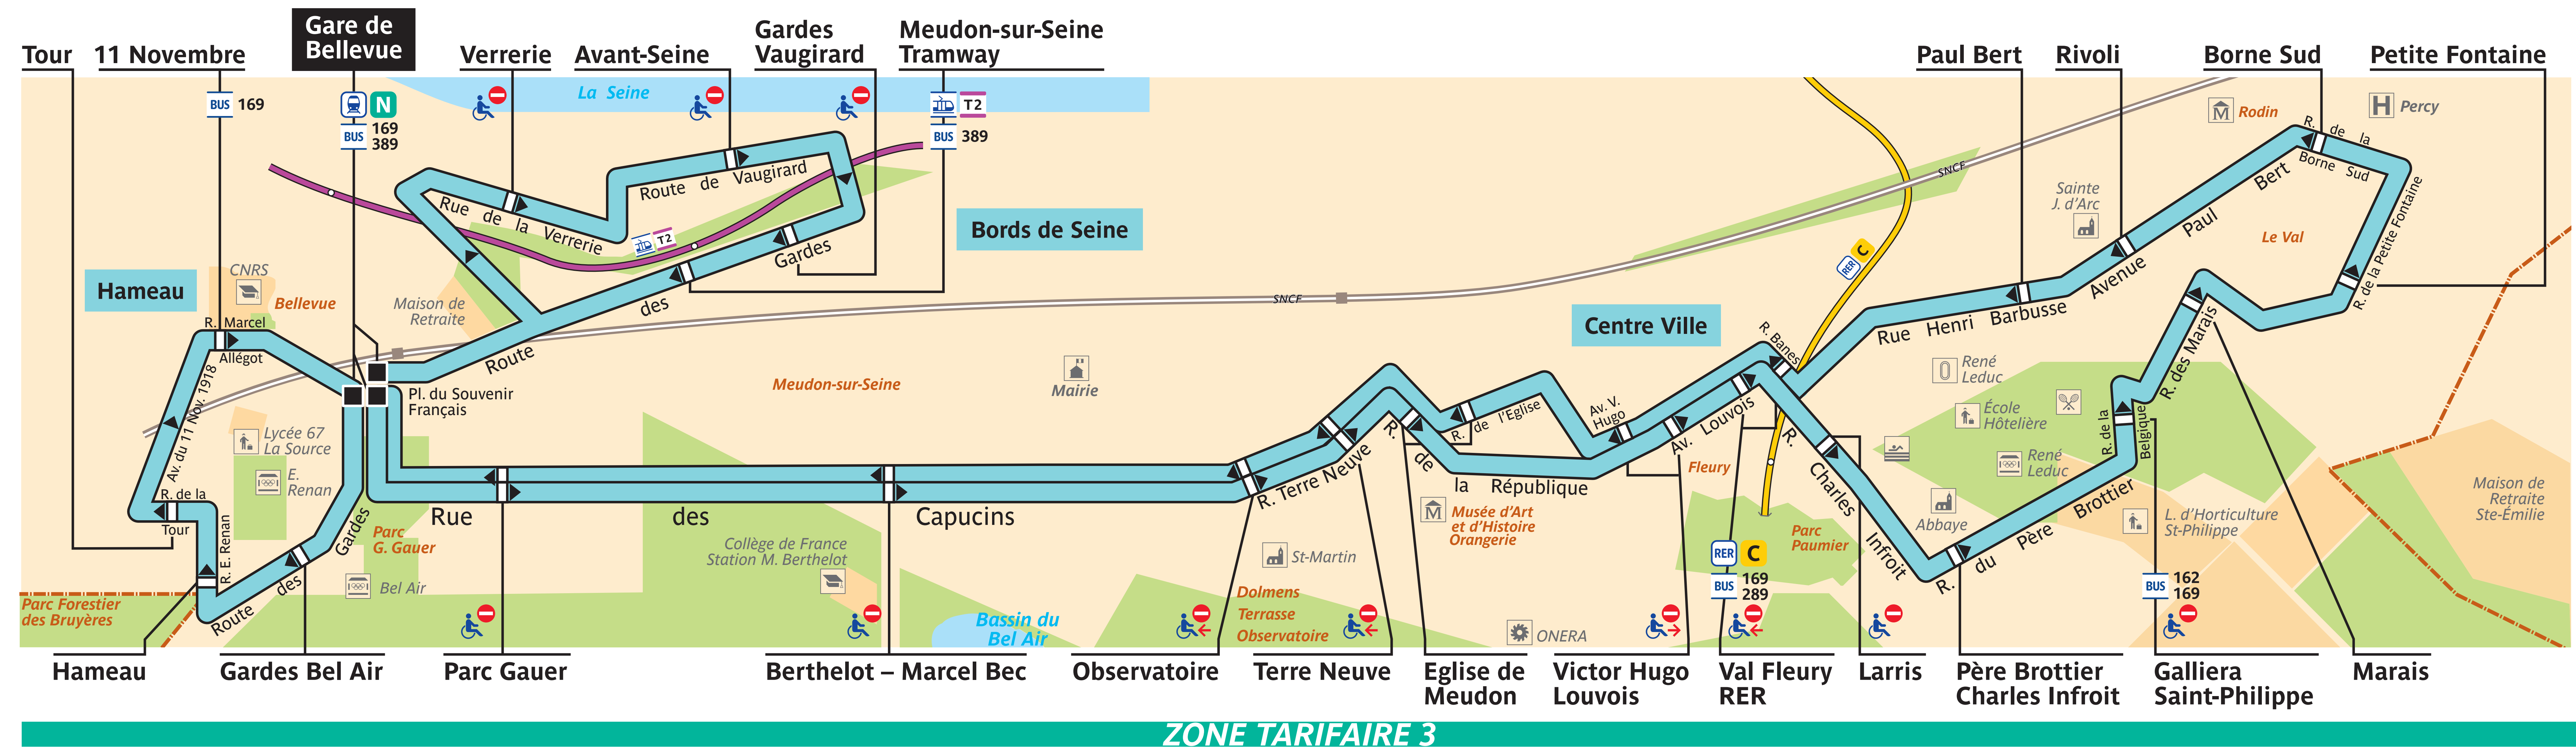 Tour
11 Novembre
Gare de
Bellevue
Verrerie
Avant-Seine
Gardes
Vaugirard
Meudon-sur-Seine
Tramway
Paul Bert
Rivoli
Borne Sud
Petite Fontaine
BUS 169
N
BUS 169
389
La Seine
T2
BUS 389
Rodin
H Percy
R. de la
Borne Sud
Route de Vaugirard
Rue de la Verrerie
T2
Gardes
Bords de Seine
SNCF
Sainte
J. d'Arc
Bert
Paul
Avenue
Le Val
R. de la Petite Fontaine
Hameau
CNRS
Bellevue
Maison de
Retraite
des
Route
SNCF
RER C
Centre Ville
Rue Henri Barbusse
R. Marcel
Allégot
Av. du 11 Nov. 1918
Pl. du Souvenir
Français
Meudon-sur-Seine
Mairie
R. Banes
René
Leduc
R. des Marais
École
Hôtelière
Lycée 67
La Source
E.
Renan
R. de l'Eglise
Av. V.
Hugo
Av. Louvois
Fleury
R. Charles Infroit
R. de la
Belgique
René
Leduc
R. de la
Tour
R. E. Renan
Route des Gardes
Parc
G. Gauer
Rue des Capucins
R. Terre Neuve
R. de la République
Musée d'Art
et d'Histoire
Orangerie
Abbaye
R. du Père Brottier
L. d'Horticulture
St-Philippe
Maison de
Retraite
Ste-Émilie
Parc
Paumier
Collège de France
Station M. Berthelot
Bel Air
St-Martin
RER C
BUS 169
289
BUS 162
169
Parc Forestier
des Bruyères
Bassin du
Bel Air
Dolmens
Terrasse
Observatoire
ONERA
Hameau
Gardes Bel Air
Parc Gauer
Berthelot – Marcel Bec
Observatoire
Terre Neuve
Eglise de
Meudon
Victor Hugo
Louvois
Val Fleury
RER
Larris
Père Brottier
Charles Infroit
Galliera
Saint-Philippe
Marais
ZONE TARIFAIRE 3